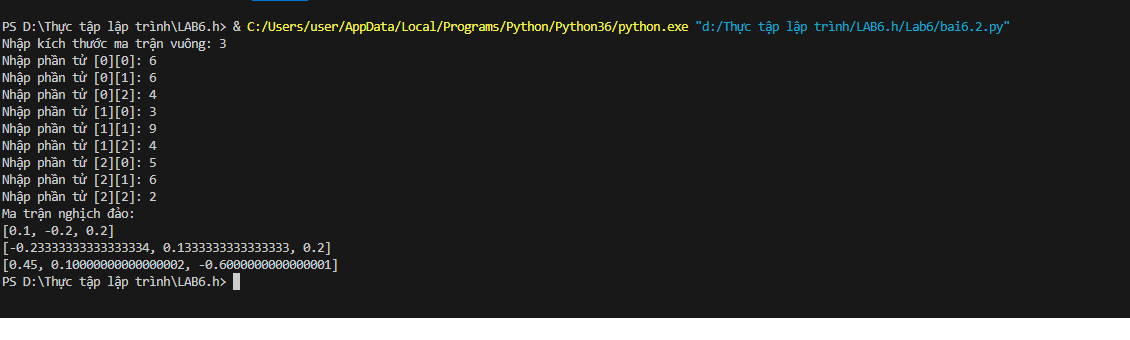 PS D:\Thực tập lập trình\LAB6.h> & C:/Users/user/AppData/Local/Programs/Python/Python36/python.exe "d:/Thực tập lập trình/LAB6.h/Lab6/bai6.2.py"
Nhập kích thước ma trận vuông: 3
Nhập phần tử [0][0]: 6
Nhập phần tử [0][1]: 6
Nhập phần tử [0][2]: 4
Nhập phần tử [1][0]: 3
Nhập phần tử [1][1]: 9
Nhập phần tử [1][2]: 4
Nhập phần tử [2][0]: 5
Nhập phần tử [2][1]: 6
Nhập phần tử [2][2]: 2
Ma trận nghịch đảo:
[0.1, -0.2, 0.2]
[-0.23333333333333334, 0.1333333333333333, 0.2]
[0.45, 0.10000000000000002, -0.6000000000000001]
PS D:\Thực tập lập trình\LAB6.h>